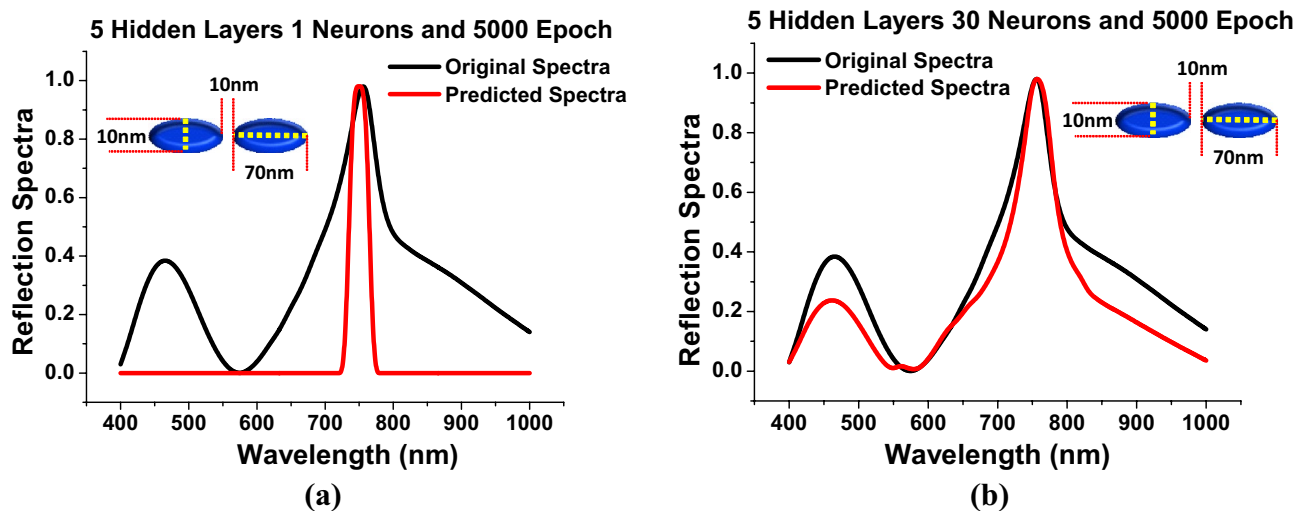 5 Hidden Layers 1 Neurons and 5000 Epoch
Original Spectra
Predicted Spectra
10nm
10nm
70nm
Reflection Spectra
1.0
0.8
0.6
0.4
0.2
0.0
400 500 600 700 800 900 1000
Wavelength (nm)
(a)
5 Hidden Layers 30 Neurons and 5000 Epoch
Original Spectra
Predicted Spectra
10nm
10nm
70nm
Reflection Spectra
1.0
0.8
0.6
0.4
0.2
0.0
400 500 600 700 800 900 1000
Wavelength (nm)
(b)